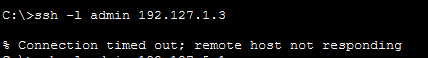 C:\>ssh -l admin 192.127.1.3
% Connection timed out; remote host not responding